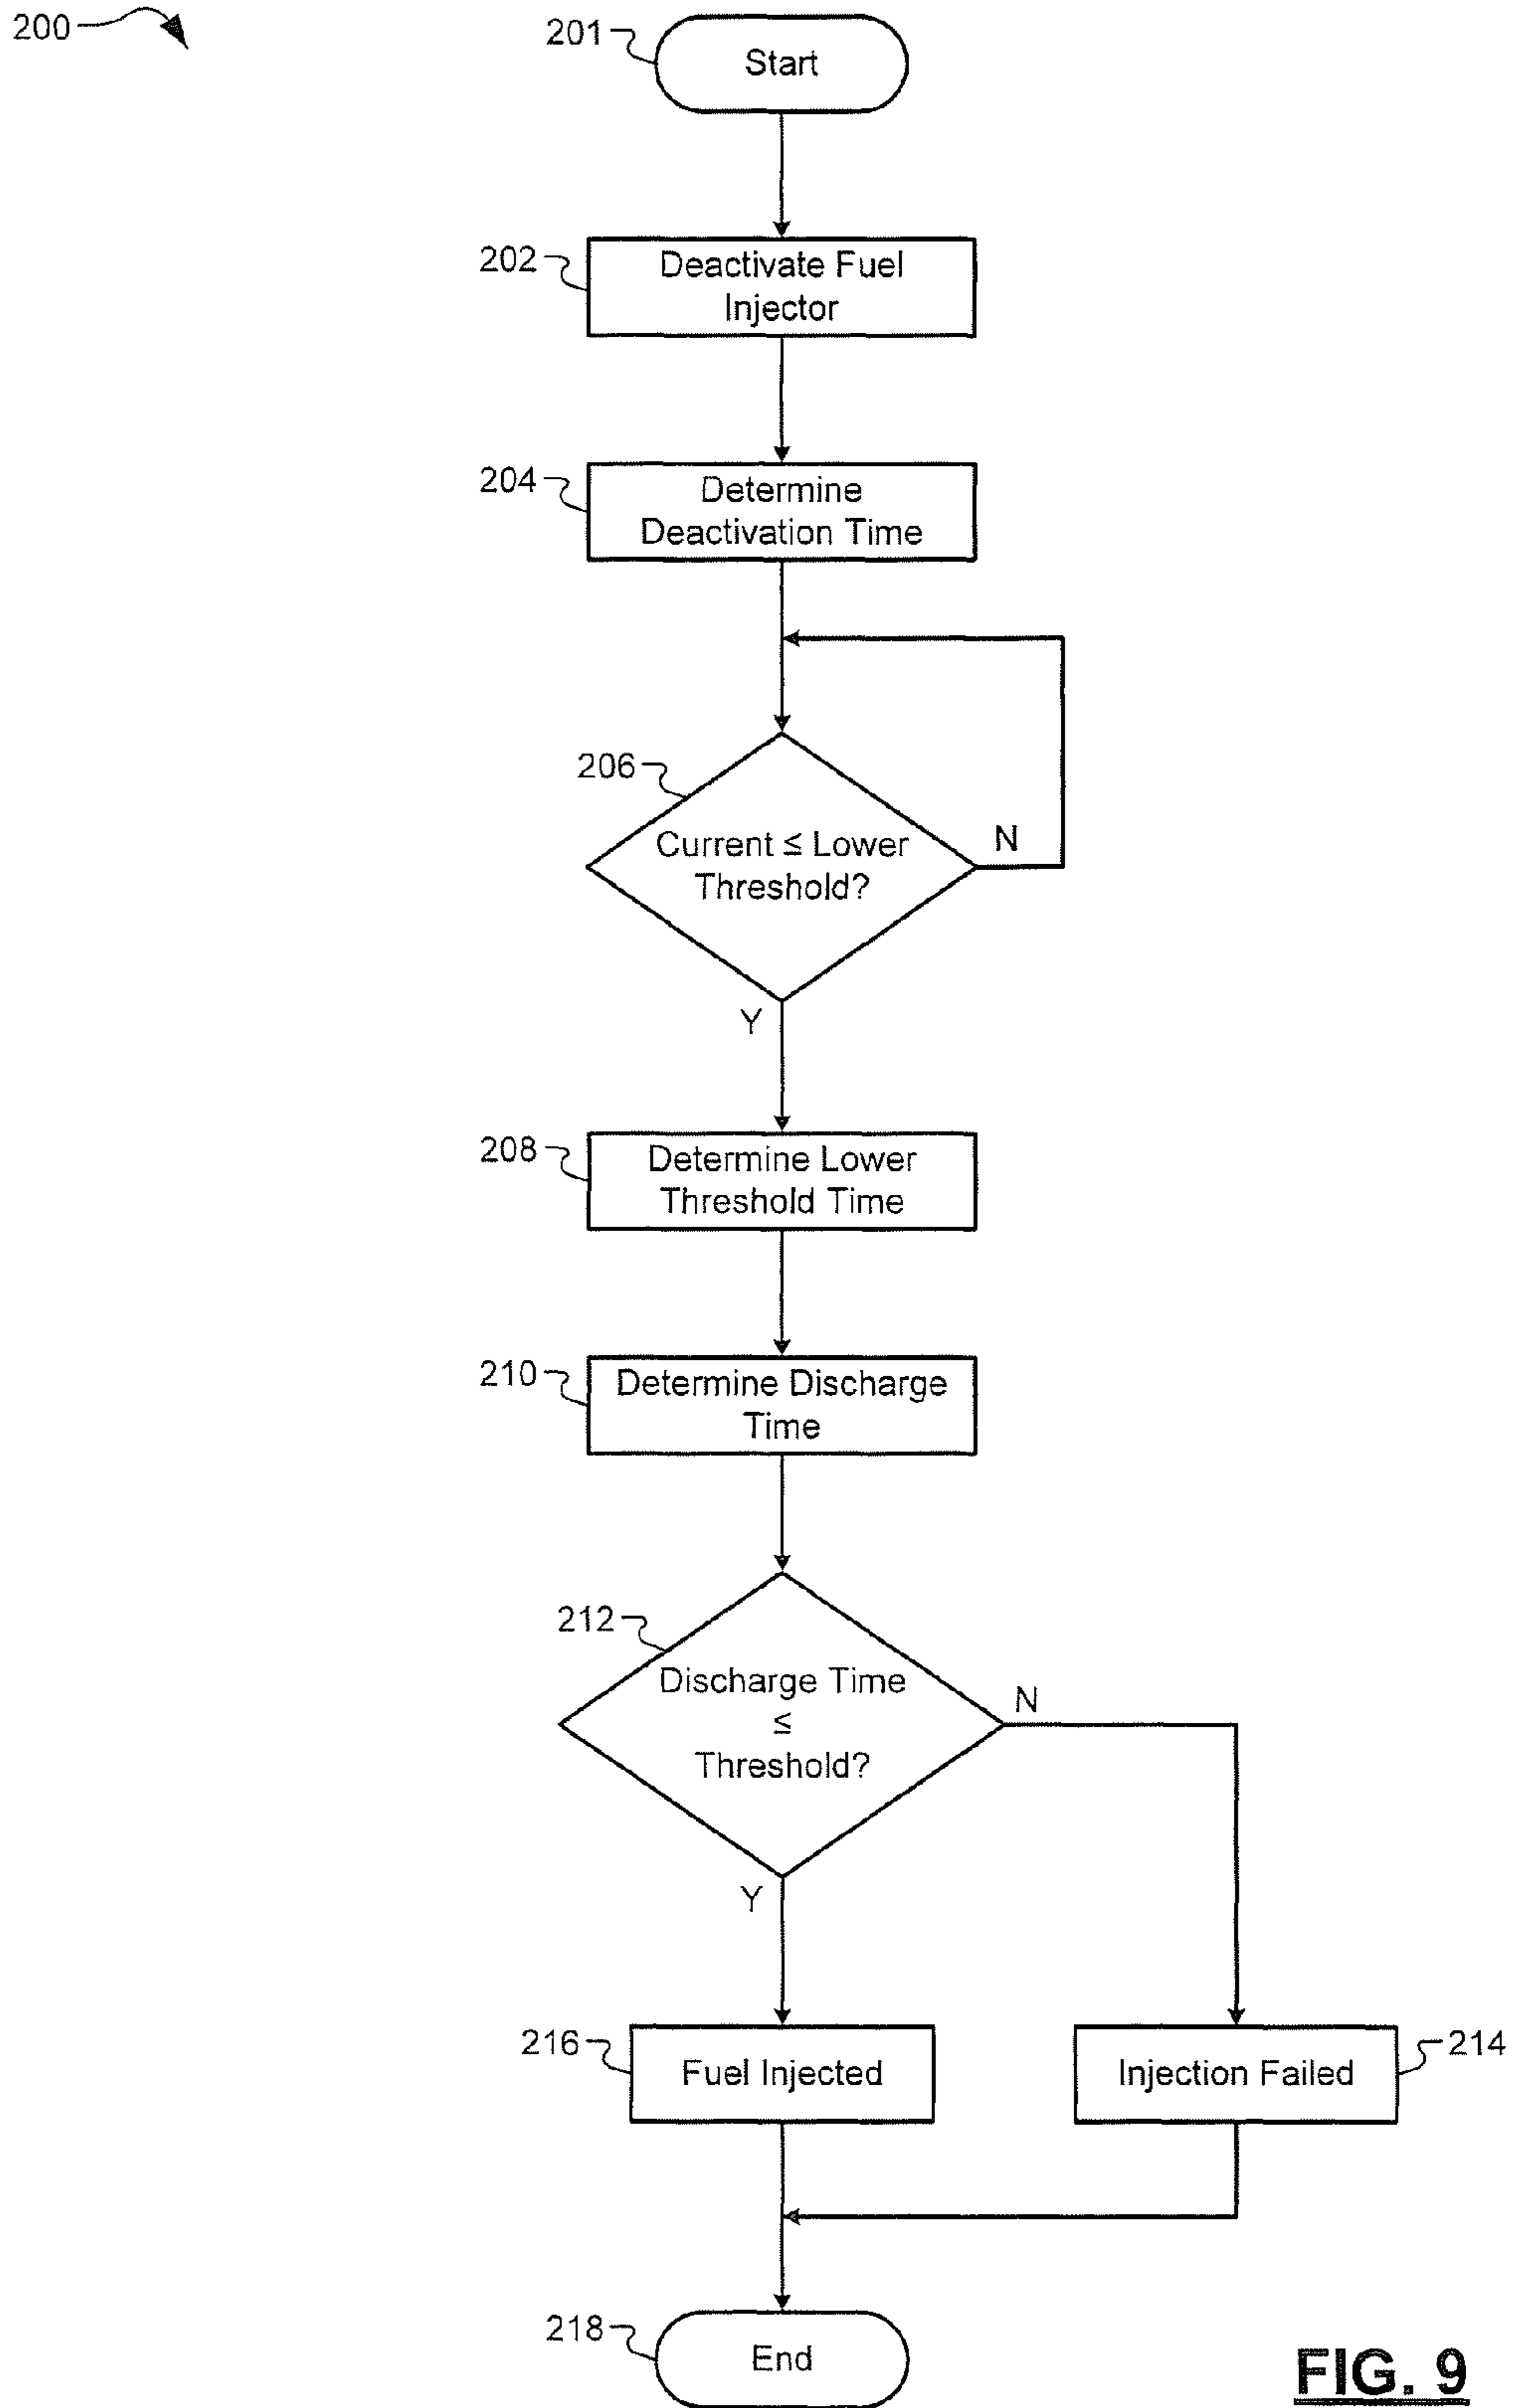 200
201
Start
202
Deactivate Fuel
Injector
204
Determine
Deactivation Time
206
Current ≤ Lower
Threshold?
N
Y
208
Determine Lower
Threshold Time
210
Determine Discharge
Time
212
Discharge Time
≤
Threshold?
N
Y
216
Fuel Injected
Injection Failed
214
218
End
FIG. 9